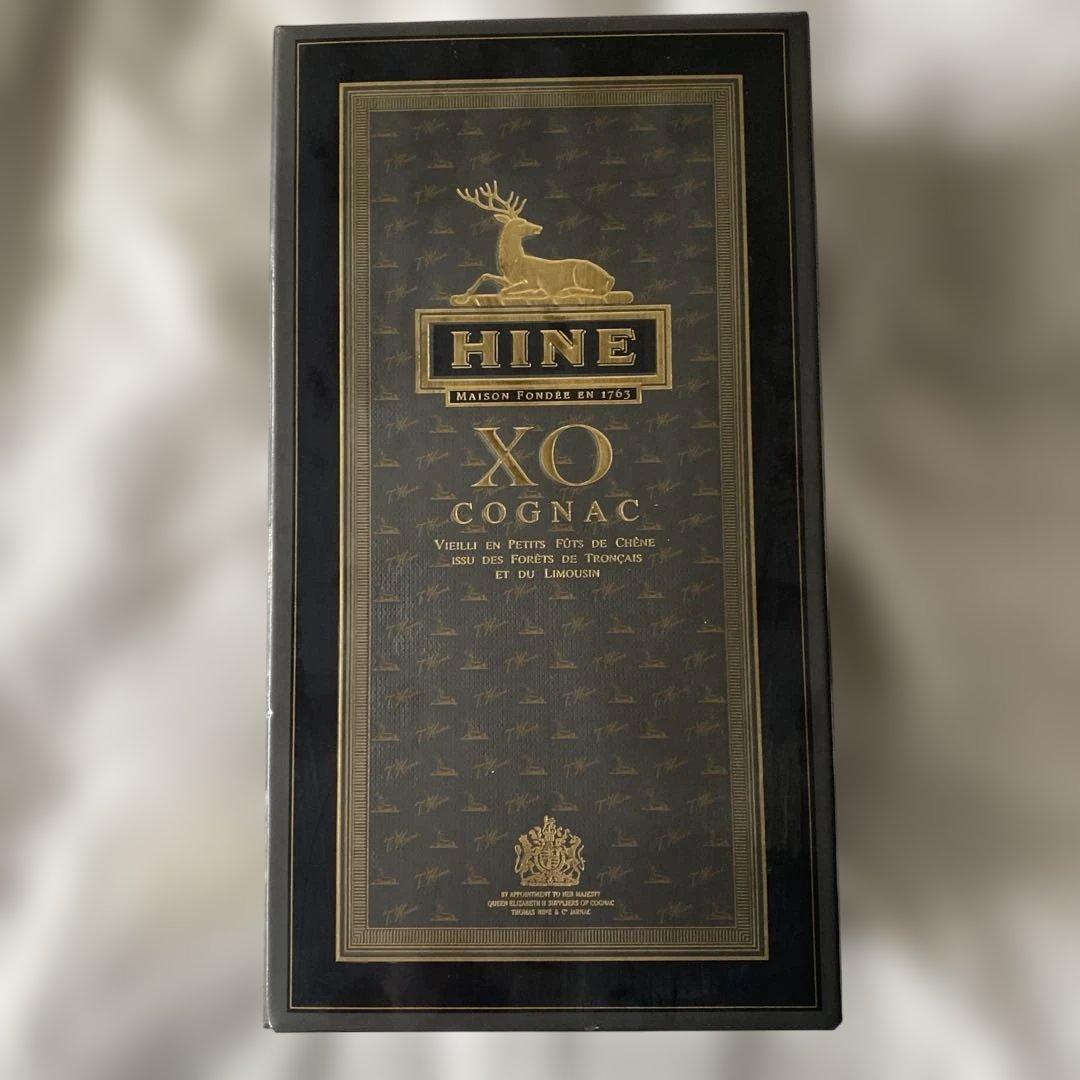 HINE
MAISON FONDÉE EN 1763
XO
COGNAC
VIEILLI EN PETITS FÛTS DE CHÊNE
ISSU DES FORÊTS DE TRONÇAIS
ET DU LIMOUSIN
BY APPOINTMENT TO HER MAJESTY
QUEEN ELIZABETH II SUPPLIERS OF COGNAC
THOMAS HINE & Cº JARNAC